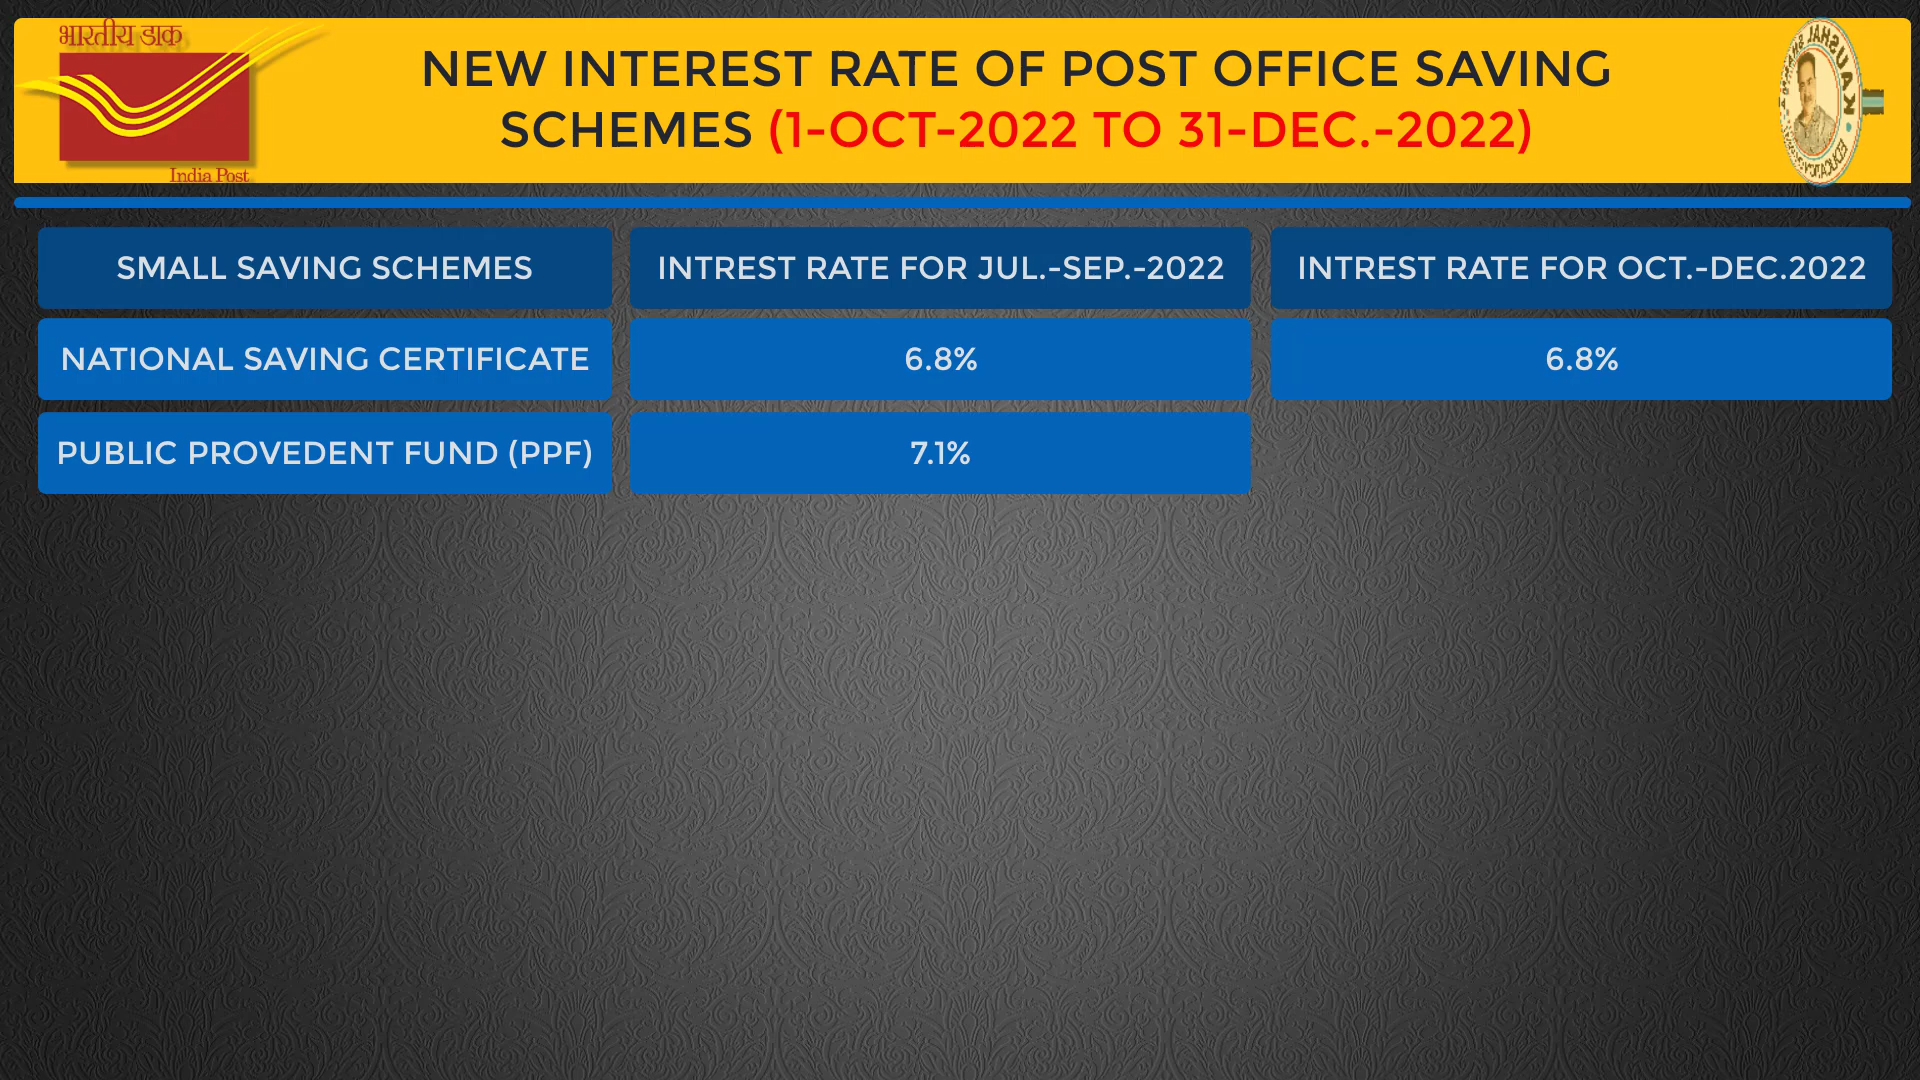 भारतीय डाक
India Post
NEW INTEREST RATE OF POST OFFICE SAVING
SCHEMES (1-OCT-2022 TO 31-DEC.-2022)
SMALL SAVING SCHEMES
INTREST RATE FOR JUL.-SEP.-2022
INTREST RATE FOR OCT.-DEC.2022
NATIONAL SAVING CERTIFICATE
6.8%
6.8%
PUBLIC PROVEDENT FUND (PPF)
7.1%